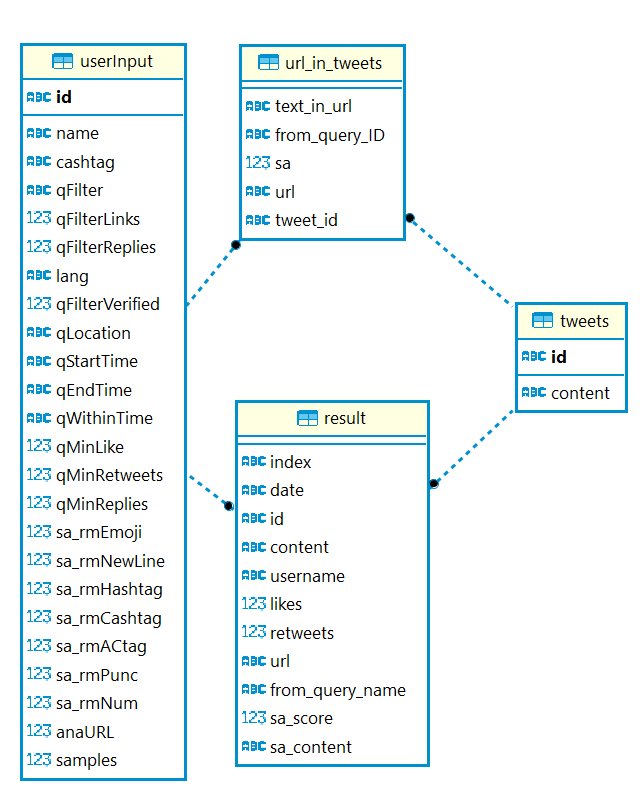 userInput
ABC id
ABC name
ABC cashtag
ABC qFilter
123 qFilterLinks
123 qFilterReplies
ABC lang
123 qFilterVerified
ABC qLocation
ABC qStartTime
ABC qEndTime
ABC qWithinTime
123 qMinLike
123 qMinRetweets
123 qMinReplies
123 sa_rmEmoji
123 sa_rmNewLine
123 sa_rmHashtag
123 sa_rmCashtag
123 sa_rmACtag
123 sa_rmPunc
123 sa_rmNum
123 anaURL
123 samples
url_in_tweets
ABC text_in_url
ABC from_query_ID
123 sa
ABC url
ABC tweet_id
tweets
ABC id
ABC content
result
ABC index
ABC date
ABC id
ABC content
ABC username
123 likes
123 retweets
ABC url
ABC from_query_name
123 sa_score
ABC sa_content